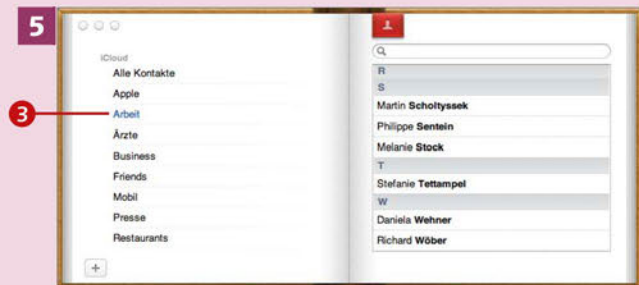 5
iCloud
Alle Kontakte
Apple
3
Arbeit
Ärzte
Business
Friends
Mobil
Presse
Restaurants
+
R
S
Martin Scholtyssek
Philippe Sentein
Melanie Stock
T
Stefanie Tettampel
W
Daniela Wehner
Richard Wöber